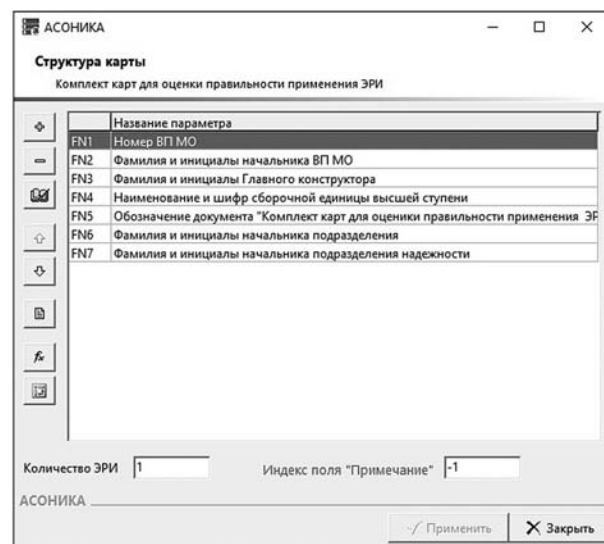 АСОНИКА
Структура карты
Комплект карт для оценки правильности применения ЭРИ
Название параметра
FN1 Номер ВП МО
FN2 Фамилия и инициалы начальника ВП МО
FN3 Фамилия и инициалы Главного конструктора
FN4 Наименование и шифр сборочной единицы высшей ступени
FN5 Обозначение документа "Комплект карт для оценики правильности применения ЭР
FN6 Фамилия и инициалы начальника подразделения
FN7 Фамилия и инициалы начальника подразделения надежности
fx
Количество ЭРИ 1 Индекс поля "Примечание" -1
АСОНИКА
Применить Закрыть